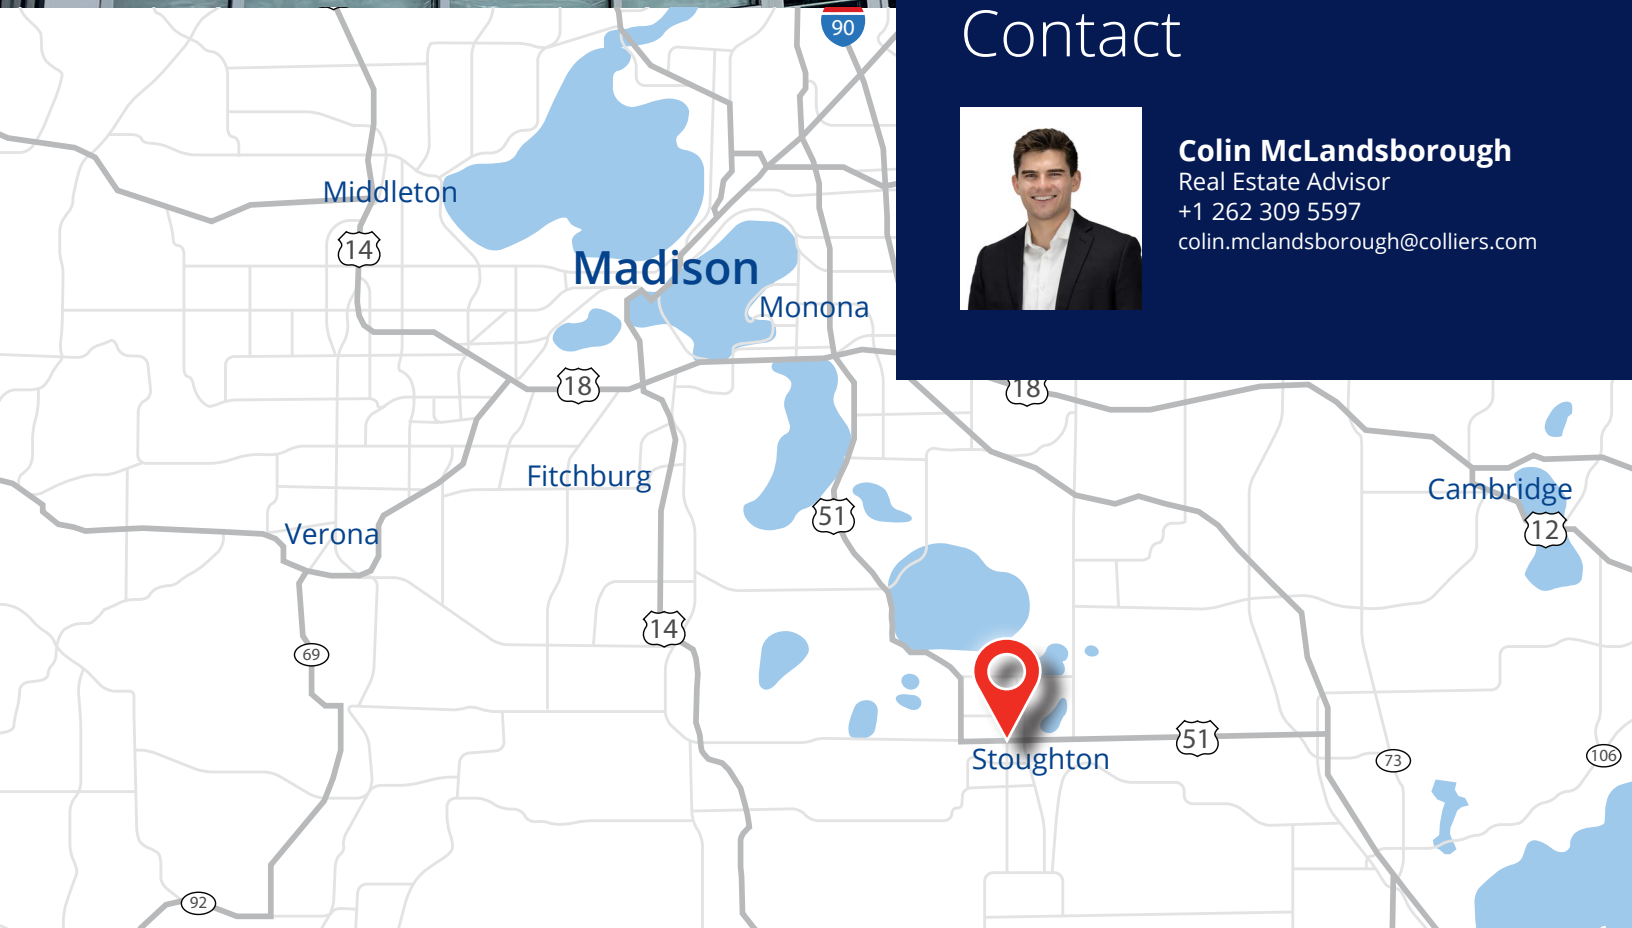 90
Contact
Colin McLandsborough
Real Estate Advisor
+1 262 309 5597
colin.mclandsborough@colliers.com
Middleton
14
Madison
Monona
18
18
Fitchburg
Cambridge
51
12
Verona
14
69
51
Stoughton
73
106
92